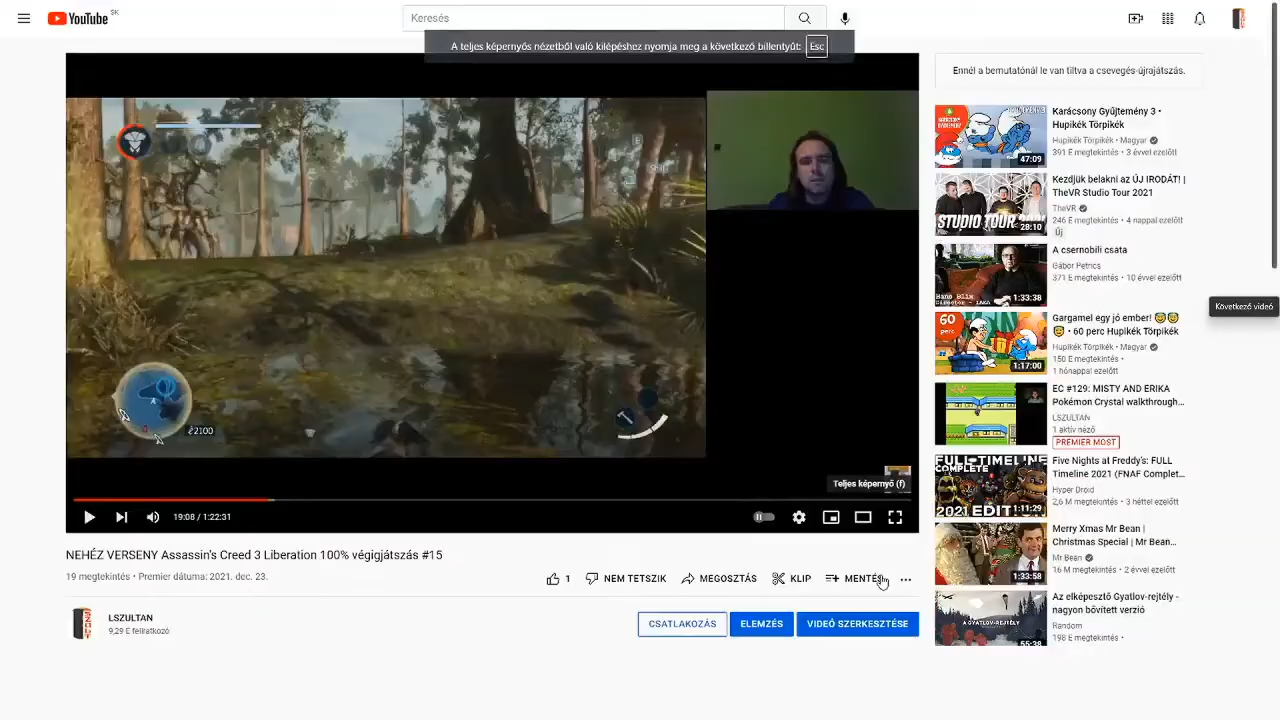 YouTube SK
Keresés
A teljes képernyős nézetből való kilépéshez nyomja meg a következő billentyűt: Esc
2100
Teljes képernyő (f)
19:08 / 1:22:31
NEHÉZ VERSENY Assassin's Creed 3 Liberation 100% végigjátszás #15
19 megtekintés • Premier dátuma: 2021. dec. 23.
1
NEM TETSZIK
MEGOSZTÁS
KLIP
MENTÉS
LSZULTAN
9,29 E feliratkozó
CSATLAKOZÁS
ELEMZÉS
VIDEÓ SZERKESZTÉSE
Ennél a bemutatónál le van tiltva a csevegés-újrajátszás.
47:09
Karácsony Gyűjtemény 3 •
Hupikék Törpikék
Hupikék Törpikék - Magyar
391 E megtekintés • 3 évvel ezelőtt
STUDIO TOUR
28:10
Kezdjük belakni az ÚJ IRODÁT! |
TheVR Studio Tour 2021
TheVR
246 E megtekintés • 4 nappal ezelőtt
Új
Hans Blix
1:33:38
A csernobili csata
Gábor Petrics
371 E megtekintés • 10 évvel ezelőtt
60
perc
1:17:00
Gargamel egy jó ember!
• 60 perc Hupikék Törpikék
Hupikék Törpikék - Magyar
150 E megtekintés •
1 hónappal ezelőtt
Következő videó
EC #129: MISTY AND ERIKA
Pokémon Crystal walkthrough...
LSZULTAN
1 aktív néző
PREMIER MOST
FULL-TIMELINE
COMPLETE
2021 EDIT
1:11:29
Five Nights at Freddy's: FULL
Timeline 2021 (FNAF Complet...
Hyper Droid
2,6 M megtekintés • 3 héttel ezelőtt
1:33:58
Merry Xmas Mr Bean |
Christmas Special | Mr Bean...
Mr Bean
16 M megtekintés • 2 évvel ezelőtt
A GYATLOV-REJTÉLY
55:38
Az elképesztő Gyatlov-rejtély -
nagyon bővített verzió
Random
198 E megtekintés •